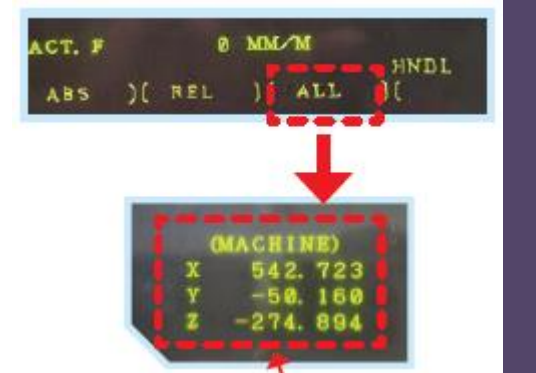 ACT. F 0 MM/M
HNDL
ABS )( REL )( ALL )(
(MACHINE)
X 542. 723
Y -50. 160
Z -274. 894